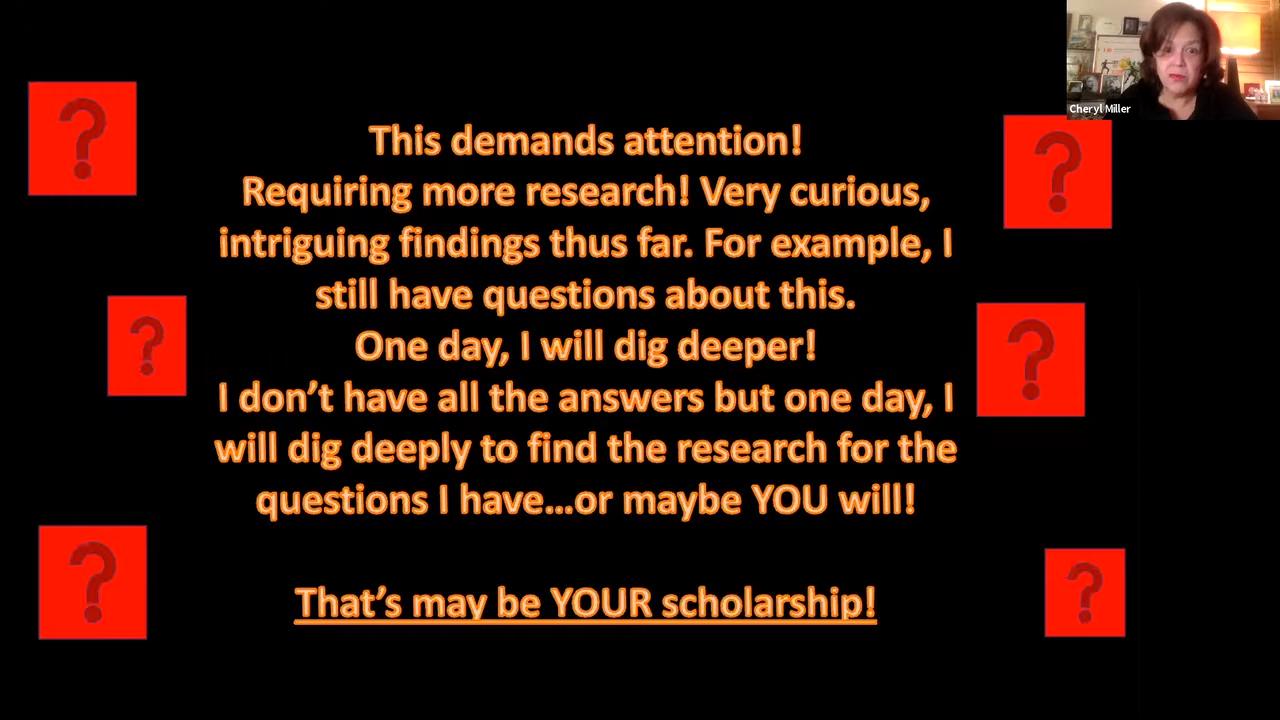 Cheryl Miller
This demands attention!
Requiring more research! Very curious,
intriguing findings thus far. For example, I
still have questions about this.
One day, I will dig deeper!
I don’t have all the answers but one day, I
will dig deeply to find the research for the
questions I have…or maybe YOU will!
That’s may be YOUR scholarship!
?
?
?
?
?
?